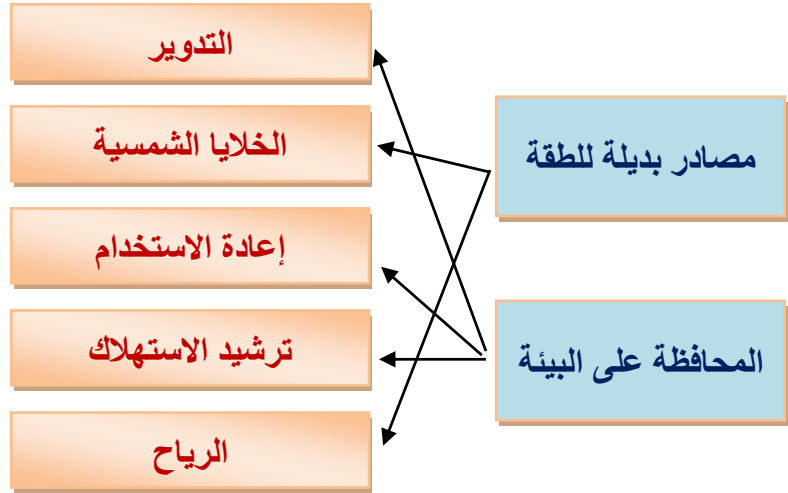 مصادر بديلة للطقة
المحافظة على البيئة
التدوير
الخلايا الشمسية
إعادة الاستخدام
ترشيد الاستهلاك
الرياح